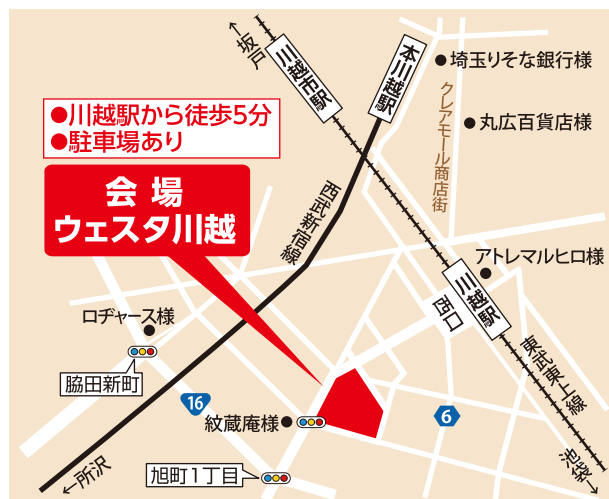 ←坂戸
川越市駅
本川越駅
●埼玉りそな銀行様
●川越駅から徒歩5分
●駐車場あり
クレアモール商店街
●丸広百貨店様
会場
ウェスタ川越
西武新宿線
アトレマルヒロ様
西口
川越駅
ロヂャース様
脇田新町
東武東上線
16
紋蔵庵様
6
旭町1丁目
←所沢
池袋→